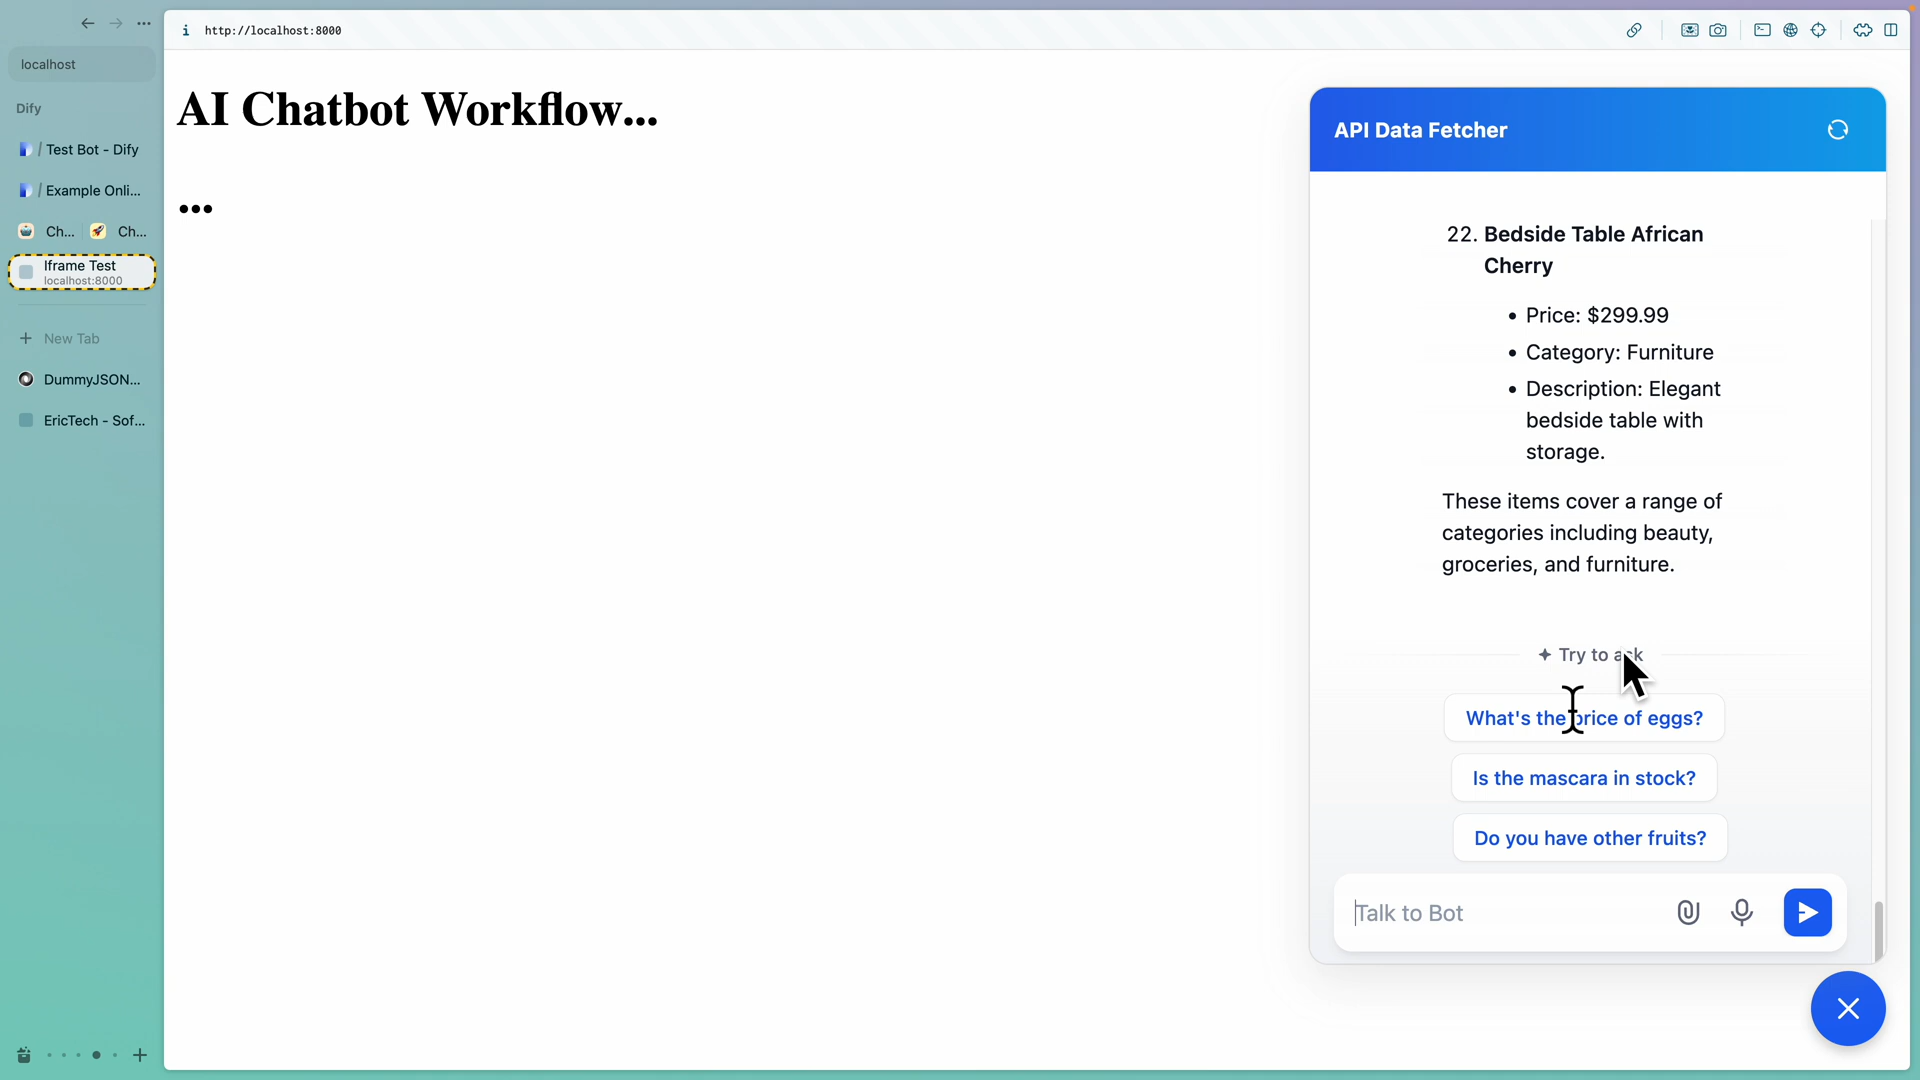 localhost
Dify
/ Test Bot - Dify
/ Example Onli...
Ch... Ch...
Iframe Test
localhost:8000
+ New Tab
DummyJSON...
EricTech - Sof...
http://localhost:8000
AI Chatbot Workflow...
...
API Data Fetcher
22. Bedside Table African
Cherry
• Price: $299.99
• Category: Furniture
• Description: Elegant
bedside table with
storage.
These items cover a range of
categories including beauty,
groceries, and furniture.
Try to ask
What's the price of eggs?
Is the mascara in stock?
Do you have other fruits?
Talk to Bot